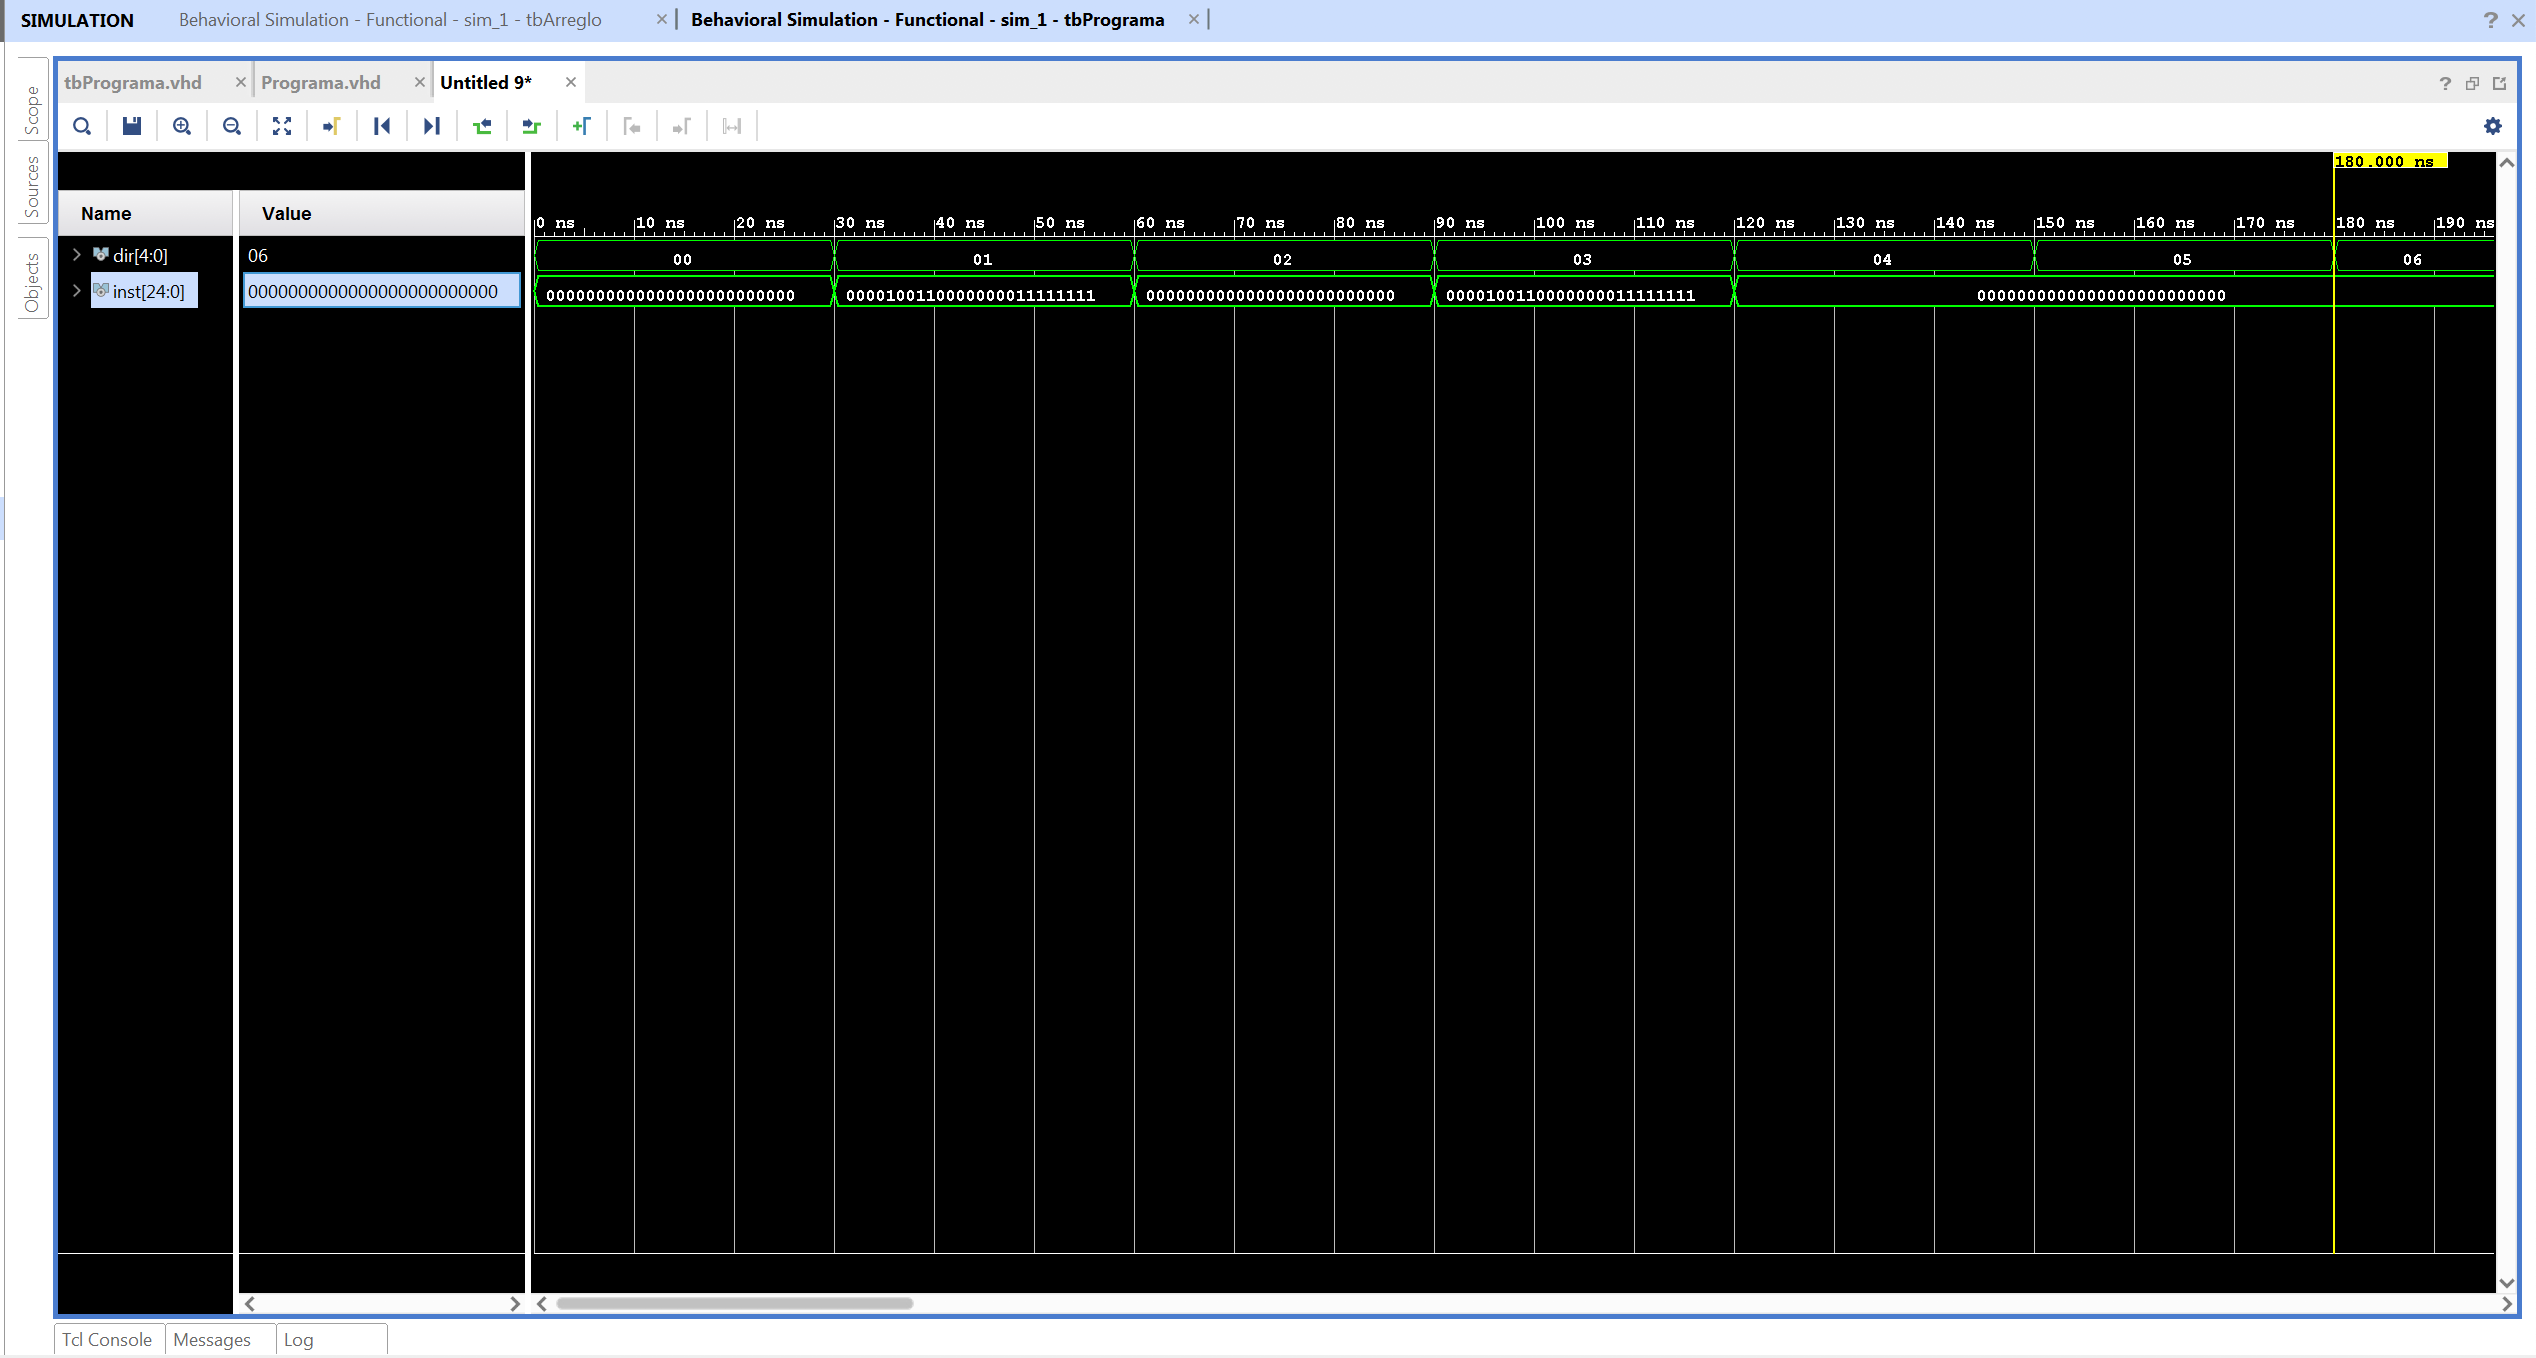 SIMULATION Behavioral Simulation - Functional - sim_1 - tbArreglo Behavioral Simulation - Functional - sim_1 - tbPrograma
Scope
Sources
Objects
tbPrograma.vhd Programa.vhd Untitled 9*
180.000 ns
Name Value
0 ns 10 ns 20 ns 30 ns 40 ns 50 ns 60 ns 70 ns 80 ns 90 ns 100 ns 110 ns 120 ns 130 ns 140 ns 150 ns 160 ns 170 ns 180 ns 190 ns
dir[4:0] 06 00 01 02 03 04 05 06
inst[24:0] 0000000000000000000000000 0000000000000000000000000 0000100110000000011111111 0000000000000000000000000 0000100110000000011111111 0000000000000000000000000
Tcl Console Messages Log